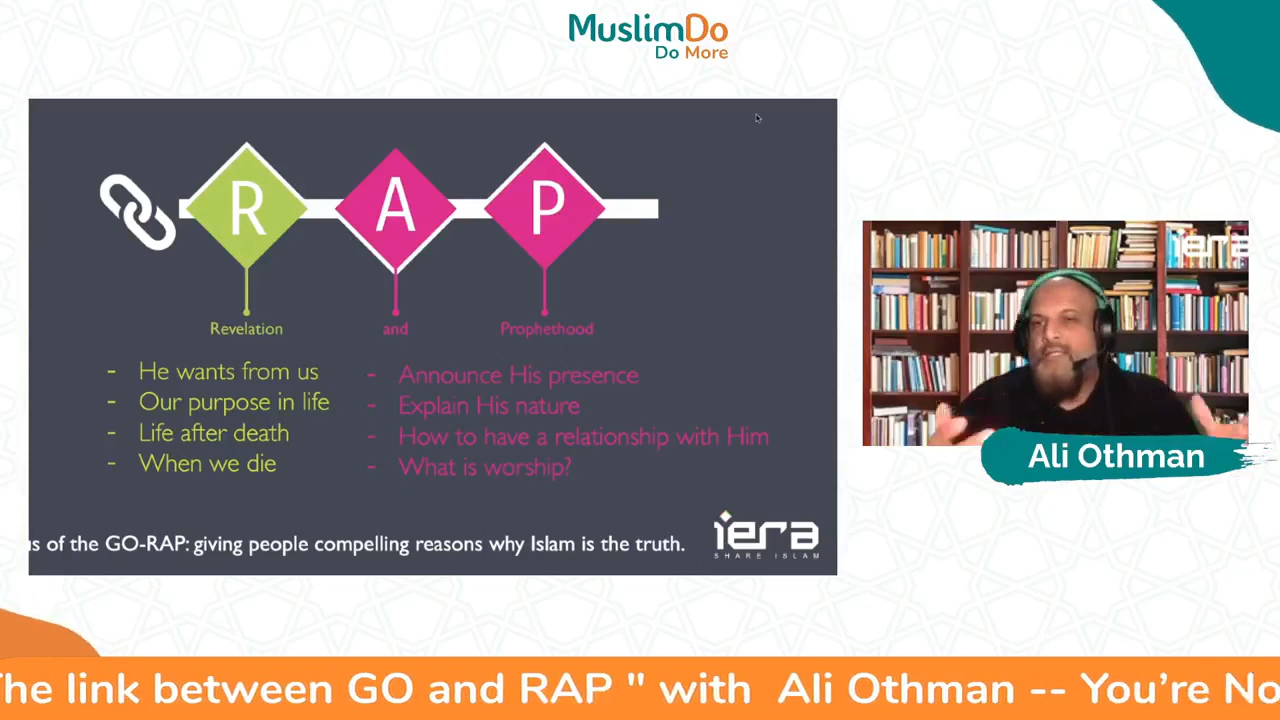 MuslimDo
Do More
R A P
Revelation and Prophethood
- He wants from us
- Our purpose in life
- Life after death
- When we die
- Announce His presence
- Explain His nature
- How to have a relationship with Him
- What is worship?
of the GO-RAP: giving people compelling reasons why Islam is the truth.
iera
SHARE ISLAM
Ali Othman
The link between GO and RAP " with Ali Othman -- You’re No